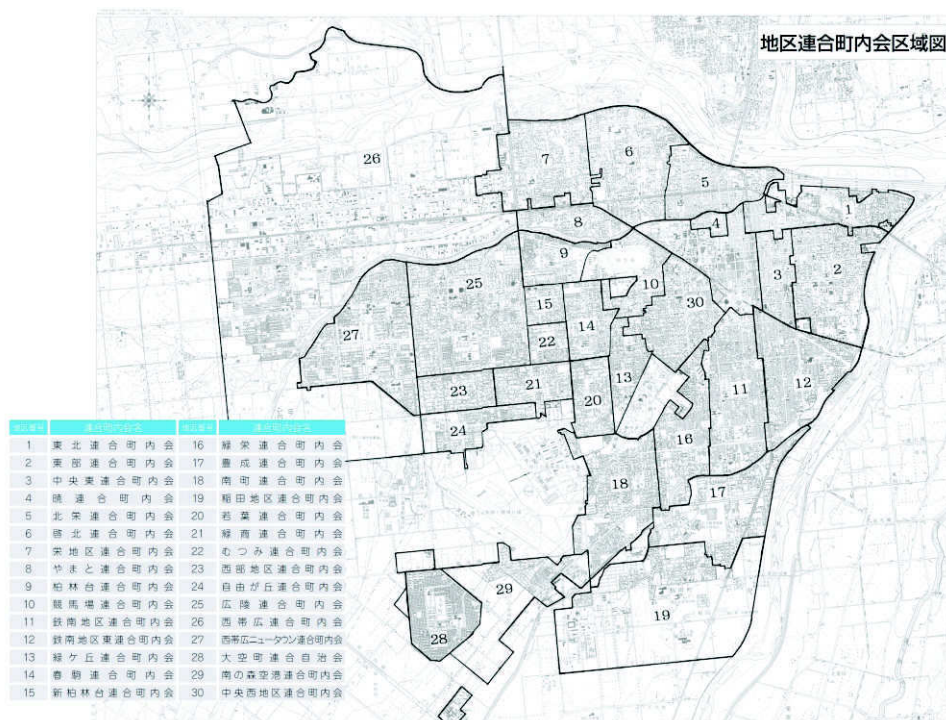 地区連合町内会区域図
26
7
6
5
1
4
8
9
3
2
25
10
30
15
14
27
22
13
11
12
23
21
20
24
16
18
17
29
28
19
地区番号 連合町内会名 地区番号 連合町内会名
1 東北連合町内会 16 緑栄連合町内会
2 東部連合町内会 17 豊成連合町内会
3 中央東連合町内会 18 南町連合町内会
4 暁連合町内会 19 稲田地区連合町内会
5 北栄連合町内会 20 若葉連合町内会
6 啓北連合町内会 21 緑商連合町内会
7 栄地区連合町内会 22 むつみ連合町内会
8 やまと連合町内会 23 西部地区連合町内会
9 柏林台連合町内会 24 自由が丘連合町内会
10 競馬場連合町内会 25 広陵連合町内会
11 鉄南地区連合町内会 26 西帯広連合町内会
12 鉄南地区東連合町内会 27 西帯広ニュータウン連合町内会
13 緑ケ丘連合町内会 28 大空町連合自治会
14 春駒連合町内会 29 南の森空港連合町内会
15 新柏林台連合町内会 30 中央西地区連合町内会